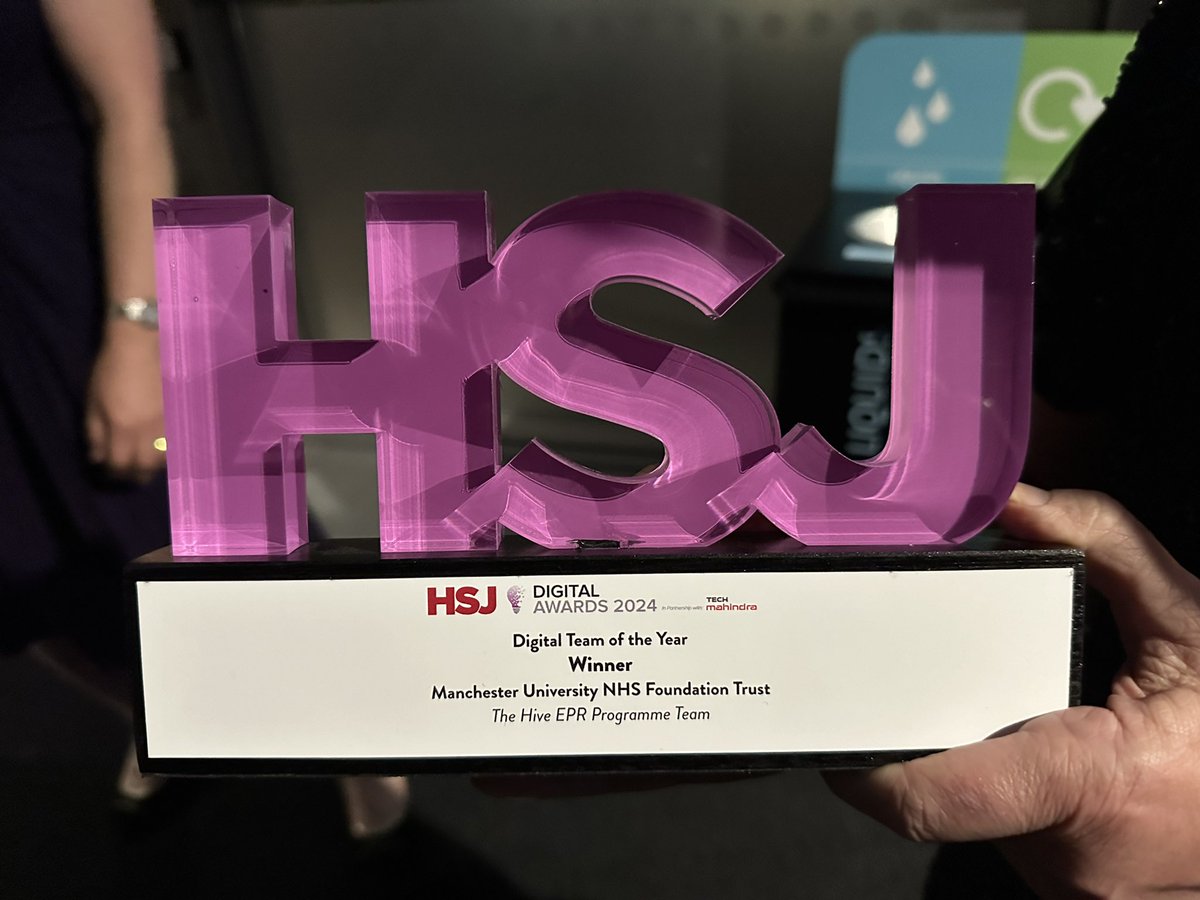 HSJ
HSJ DIGITAL AWARDS 2024 In Partnership with: TECH mahindra
Digital Team of the Year
Winner
Manchester University NHS Foundation Trust
The Hive EPR Programme Team
LIQUIDS